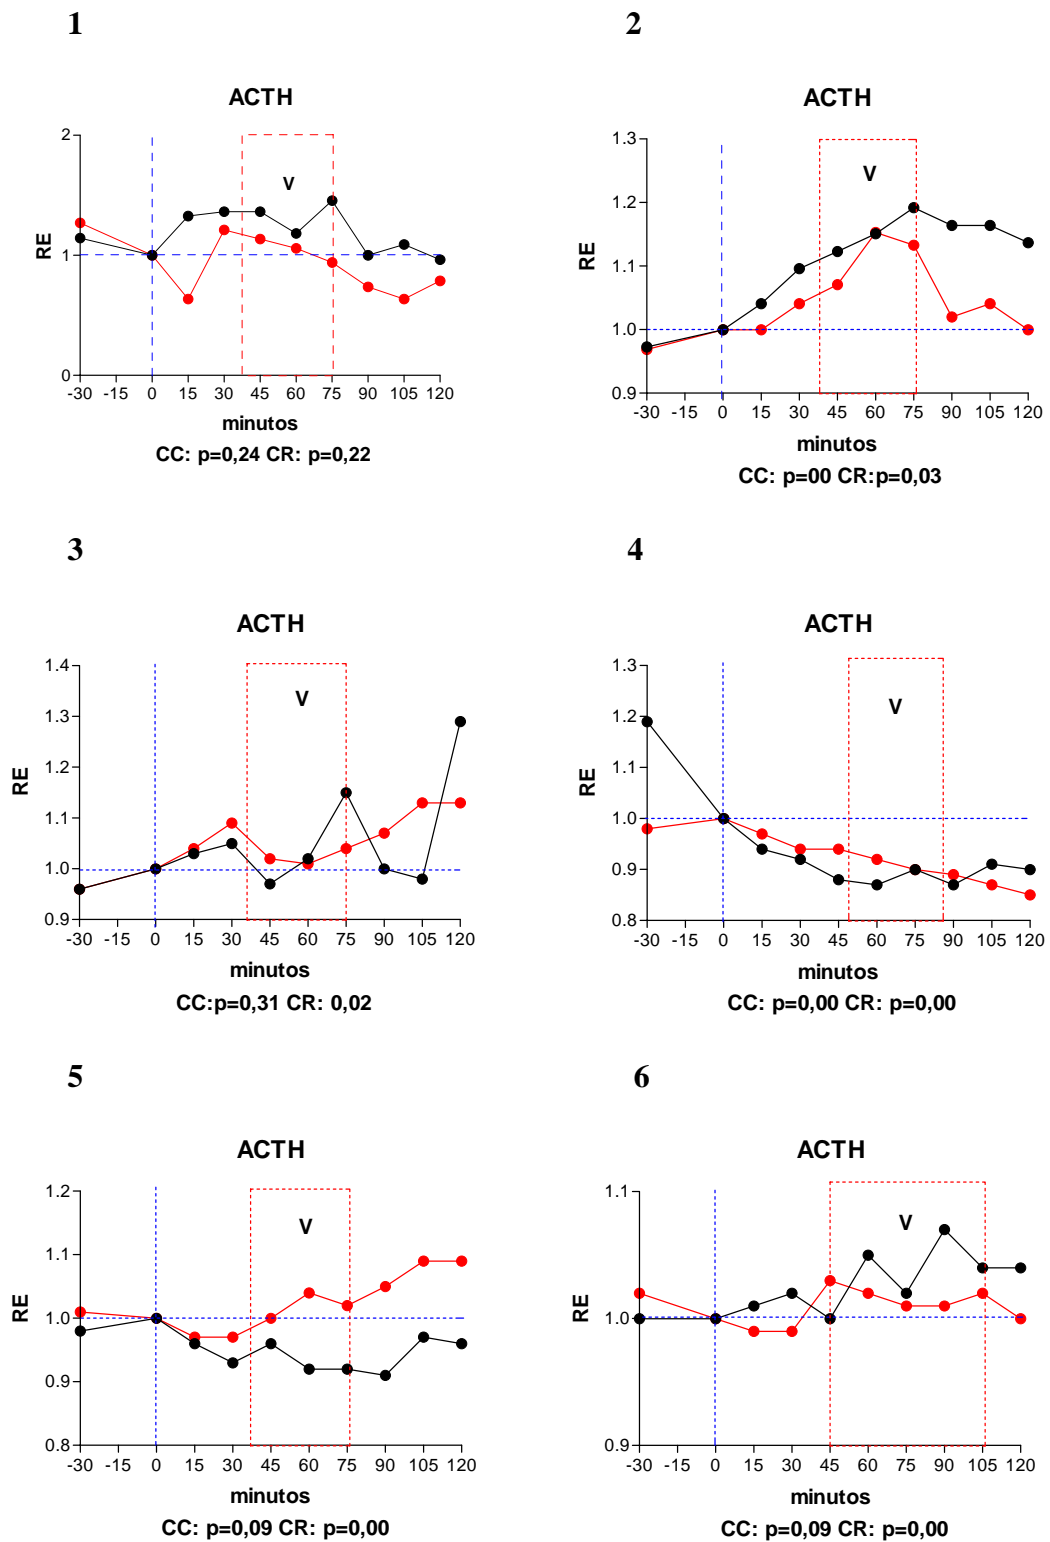 1
ACTH
2
1
0
RE
V
-30 -15 0 15 30 45 60 75 90 105 120
minutos
CC: p=0,24 CR: p=0,22
2
ACTH
1.3
1.2
1.1
1.0
0.9
RE
V
-30 -15 0 15 30 45 60 75 90 105 120
minutos
CC: p=00 CR:p=0,03
3
ACTH
1.4
1.3
1.2
1.1
1.0
0.9
RE
V
-30 -15 0 15 30 45 60 75 90 105 120
minutos
CC:p=0,31 CR: 0,02
4
ACTH
1.3
1.2
1.1
1.0
0.9
0.8
RE
V
-30 -15 0 15 30 45 60 75 90 105 120
minutos
CC: p=0,00 CR: p=0,00
5
ACTH
1.2
1.1
1.0
0.9
0.8
RE
V
-30 -15 0 15 30 45 60 75 90 105 120
minutos
CC: p=0,09 CR: p=0,00
6
ACTH
1.1
1.0
0.9
RE
V
-30 -15 0 15 30 45 60 75 90 105 120
minutos
CC: p=0,09 CR: p=0,00